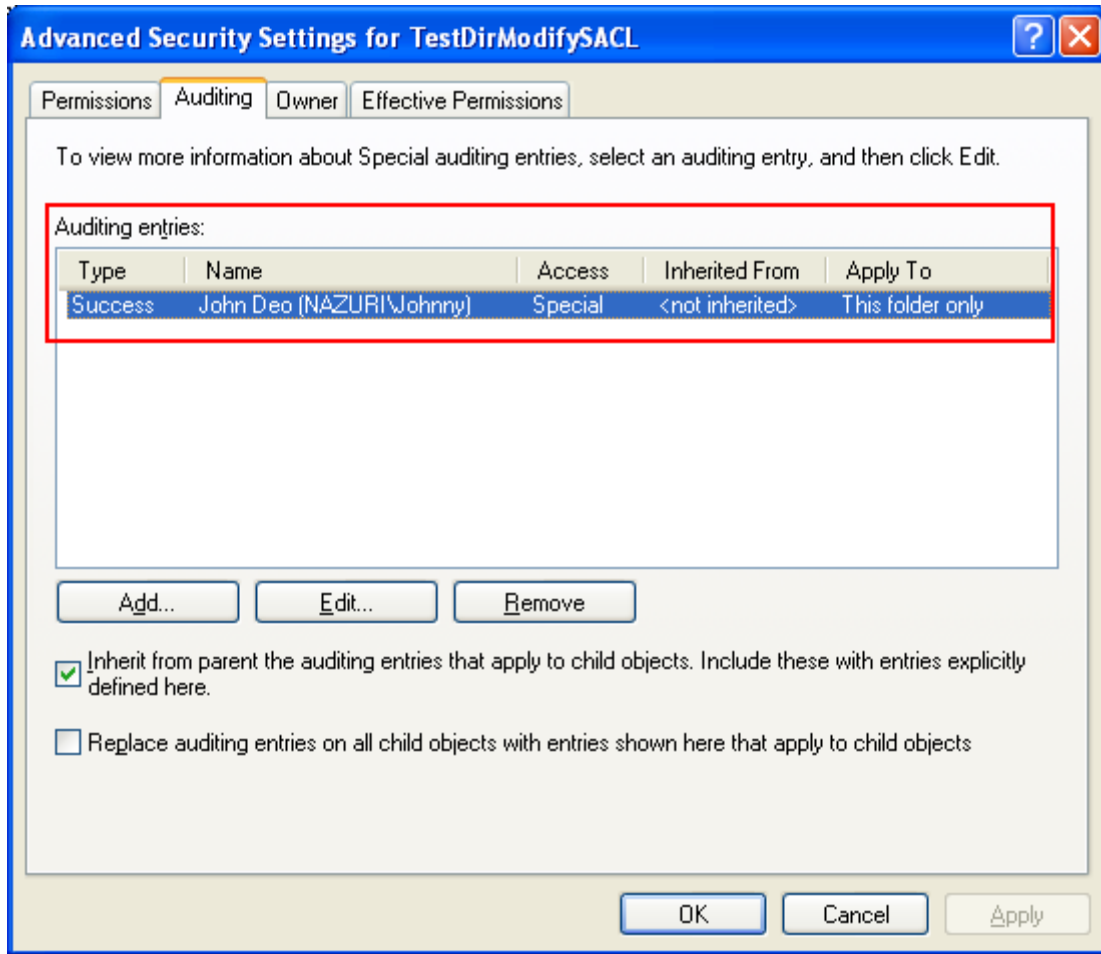 Advanced Security Settings for TestDirModifySACL
Permissions Auditing Owner Effective Permissions
To view more information about Special auditing entries, select an auditing entry, and then click Edit.
Auditing entries:
Type Name Access Inherited From Apply To
Success John Deo (NAZURI\Johnny) Special <not inherited> This folder only
Add... Edit... Remove
Inherit from parent the auditing entries that apply to child objects. Include these with entries explicitly
defined here.
Replace auditing entries on all child objects with entries shown here that apply to child objects
OK Cancel Apply